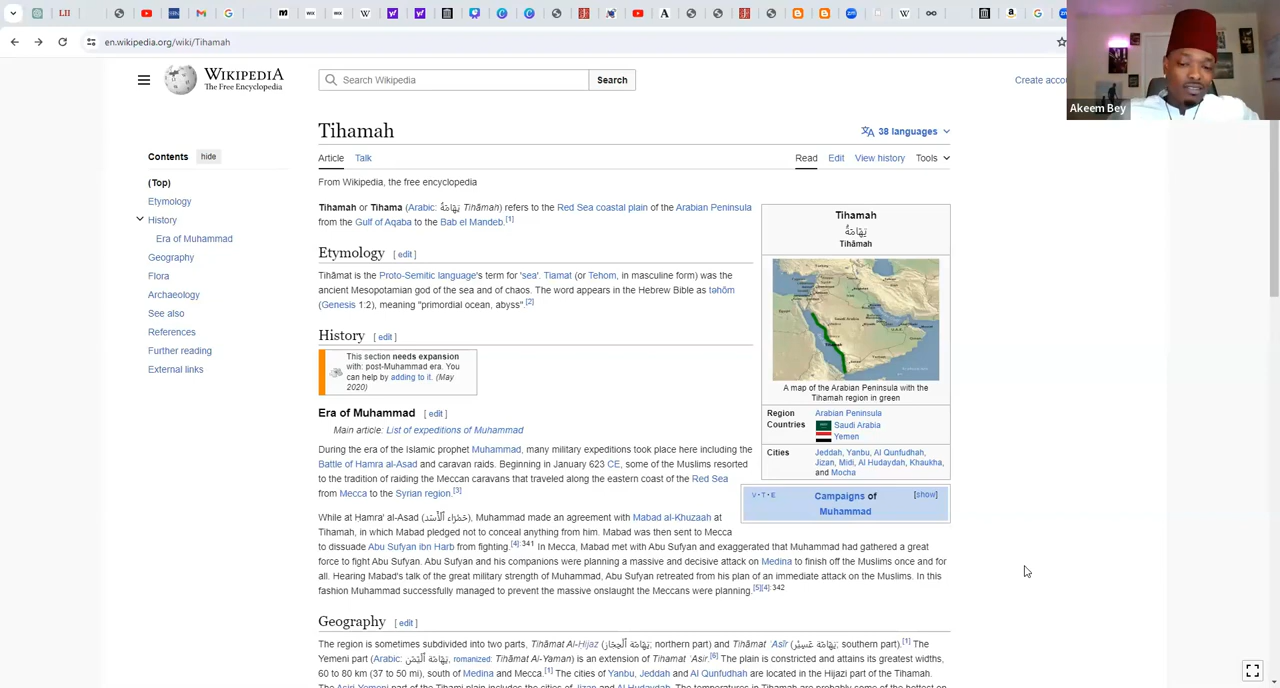 en.wikipedia.org/wiki/Tihamah
WIKIPEDIA
The Free Encyclopedia
Search Wikipedia
Search
Create
Akeem Bey
Tihamah
38 languages
Contents
hide
Article Talk
Read Edit View history Tools
From Wikipedia, the free encyclopedia
(Top)
Etymology
History
Era of Muhammad
Geography
Flora
Archaeology
See also
References
Further reading
External links
Tihamah or Tihama (Arabic: تِهَامَةُ Tihāmah) refers to the Red Sea coastal plain of the Arabian Peninsula
from the Gulf of Aqaba to the Bab el Mandeb.[1]
Etymology [ edit ]
Tihāmat is the Proto-Semitic language's term for 'sea'. Tiamat (or Tehom, in masculine form) was the
ancient Mesopotamian god of the sea and of chaos. The word appears in the Hebrew Bible as təhōm
(Genesis 1:2), meaning "primordial ocean, abyss".[2]
History [ edit ]
This section needs expansion
with: post-Muhammad era. You
can help by adding to it. (May
2020)
Era of Muhammad [ edit ]
Main article: List of expeditions of Muhammad
During the era of the Islamic prophet Muhammad, many military expeditions took place here including the
Battle of Hamra al-Asad and caravan raids. Beginning in January 623 CE, some of the Muslims resorted
to the tradition of raiding the Meccan caravans that traveled along the eastern coast of the Red Sea
from Mecca to the Syrian region.[3]
While at Ḥamra' al-Asad (حَمْرَاء ٱلْأَسَد), Muhammad made an agreement with Mabad al-Khuzaah at
Tihamah, in which Mabad pledged not to conceal anything from him. Mabad was then sent to Mecca
to dissuade Abu Sufyan ibn Harb from fighting.[4]:341 In Mecca, Mabad met with Abu Sufyan and exaggerated that Muhammad had gathered a great
force to fight Abu Sufyan. Abu Sufyan and his companions were planning a massive and decisive attack on Medina to finish off the Muslims once and for
all. Hearing Mabad's talk of the great military strength of Muhammad, Abu Sufyan retreated from his plan of an immediate attack on the Muslims. In this
fashion Muhammad successfully managed to prevent the massive onslaught the Meccans were planning.[5][4]:342
Tihamah
تِهَامَةُ
Tihāmah
A map of the Arabian Peninsula with the
Tihamah region in green
Region Arabian Peninsula
Countries Saudi Arabia
Yemen
Cities Jeddah, Yanbu, Al Qunfudhah,
Jizan, Midi, Al Hudaydah, Khaukha,
and Mocha
V · T · E Campaigns of [show]
Muhammad
Geography [ edit ]
The region is sometimes subdivided into two parts, Tihāmat Al-Ḥijaz (تِهَامَة ٱلْحِجَاز; northern part) and Tihāmat ʿAsīr (تِهَامَة عَسِيْر; southern part).[1] The
Yemeni part (Arabic: تِهَامَة ٱلْيَمَن, romanized: Tihāmat Al-Yaman) is an extension of Tihamat ʿAsir.[6] The plain is constricted and attains its greatest widths,
60 to 80 km (37 to 50 mi), south of Medina and Mecca.[1] The cities of Yanbu, Jeddah and Al Qunfudhah are located in the Hijazi part of the Tihamah.